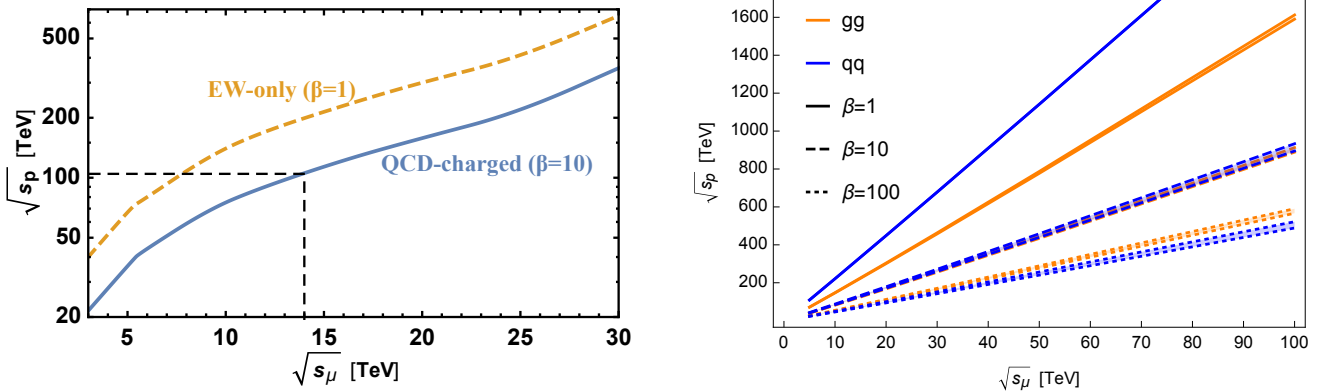 √s_p [TeV]
500
200
100
50
20
EW-only (β=1)
QCD-charged (β=10)
5 10 15 20 25 30
√s_μ [TeV]
√s_p [TeV]
1600
1400
1200
1000
800
600
400
200
gg
qq
β=1
β=10
β=100
0 10 20 30 40 50 60 70 80 90 100
√s_μ [TeV]